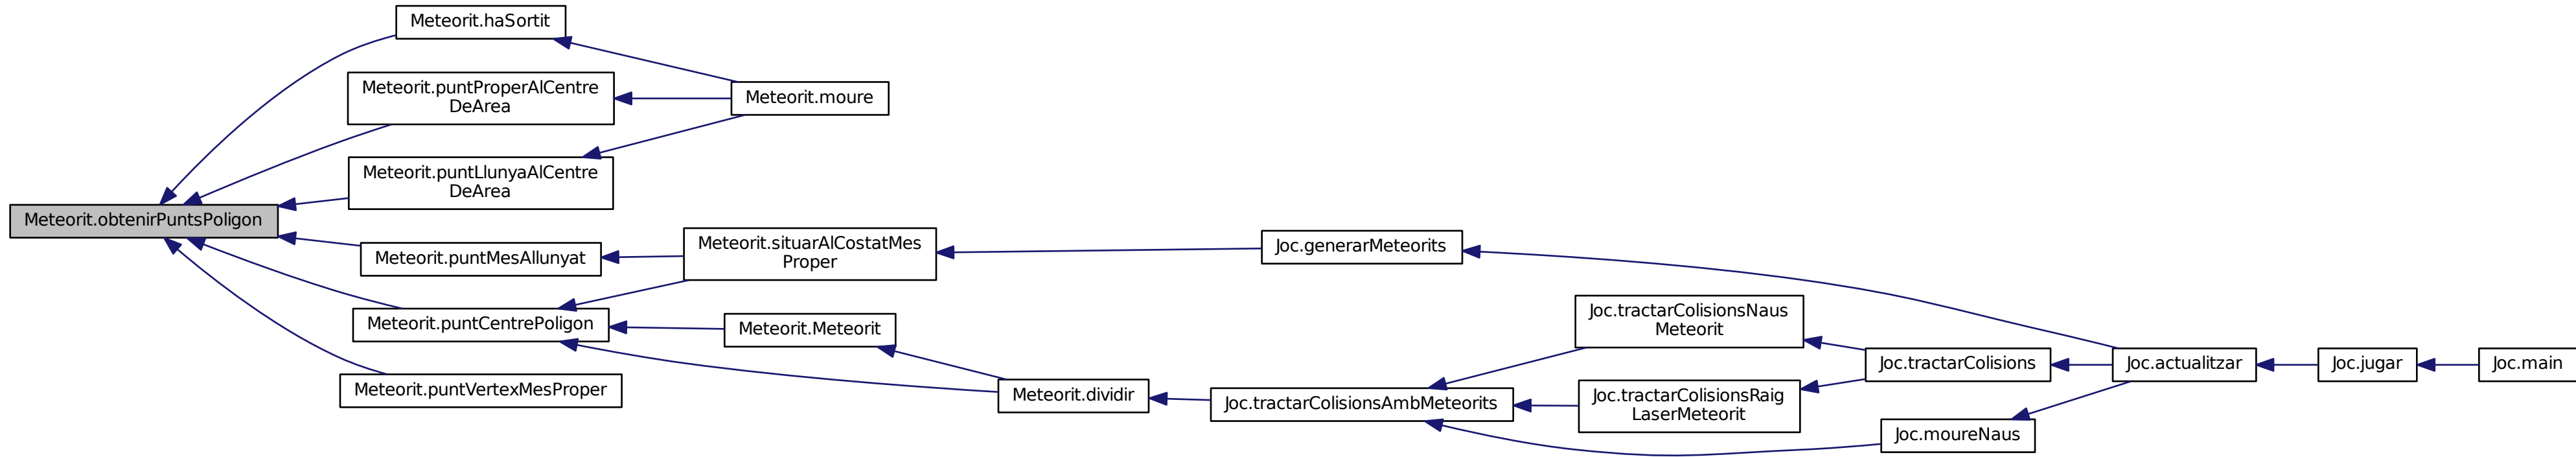 Meteorit.haSortit
Meteorit.puntProperAlCentre
DeArea
Meteorit.moure
Meteorit.puntLlunyaAlCentre
DeArea
Meteorit.obtenirPuntsPoligon
Meteorit.puntMesAllunyat
Meteorit.situarAlCostatMes
Proper
Joc.generarMeteorits
Meteorit.puntCentrePoligon
Meteorit.Meteorit
Joc.tractarColisionsNaus
Meteorit
Meteorit.puntVertexMesProper
Meteorit.dividir
Joc.tractarColisionsAmbMeteorits
Joc.tractarColisionsRaig
LaserMeteorit
Joc.tractarColisions
Joc.moureNaus
Joc.actualitzar
Joc.jugar
Joc.main